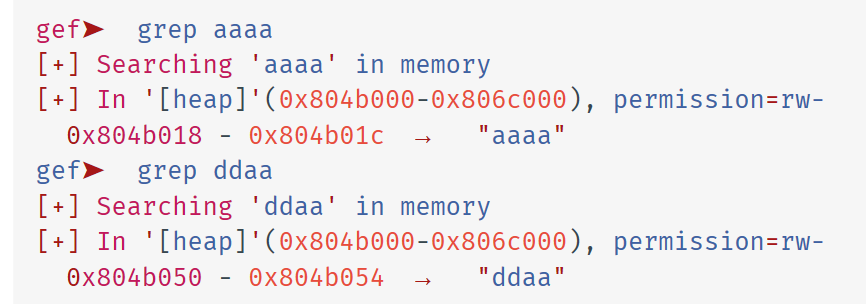 gef➤  grep aaaa
[+] Searching 'aaaa' in memory
[+] In '[heap]'(0x804b000-0x806c000), permission=rw-
  0x804b018 - 0x804b01c  →   "aaaa"
gef➤  grep ddaa
[+] Searching 'ddaa' in memory
[+] In '[heap]'(0x804b000-0x806c000), permission=rw-
  0x804b050 - 0x804b054  →   "ddaa"